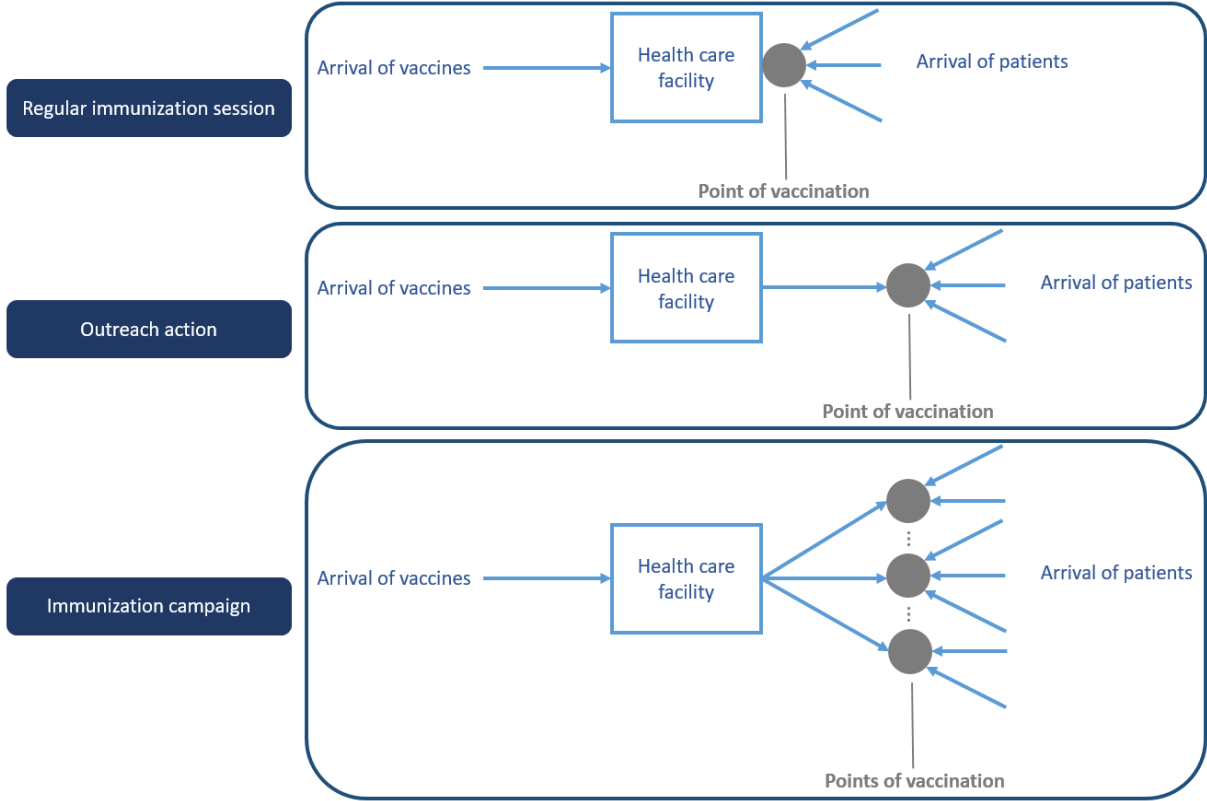 Regular immunization session
Arrival of vaccines
Health care
facility
Arrival of patients
Point of vaccination
Outreach action
Arrival of vaccines
Health care
facility
Arrival of patients
Point of vaccination
Immunization campaign
Arrival of vaccines
Health care
facility
Arrival of patients
Points of vaccination